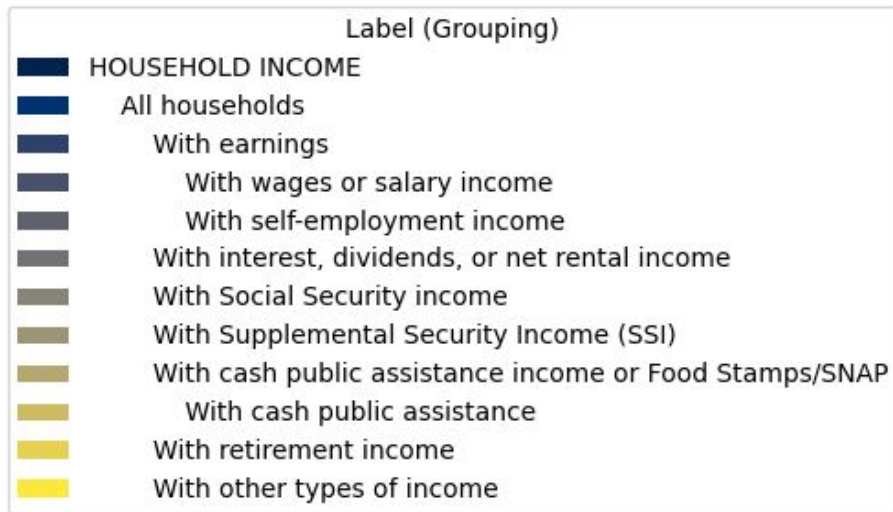 Label (Grouping)
HOUSEHOLD INCOME
All households
With earnings
With wages or salary income
With self-employment income
With interest, dividends, or net rental income
With Social Security income
With Supplemental Security Income (SSI)
With cash public assistance income or Food Stamps/SNAP
With cash public assistance
With retirement income
With other types of income